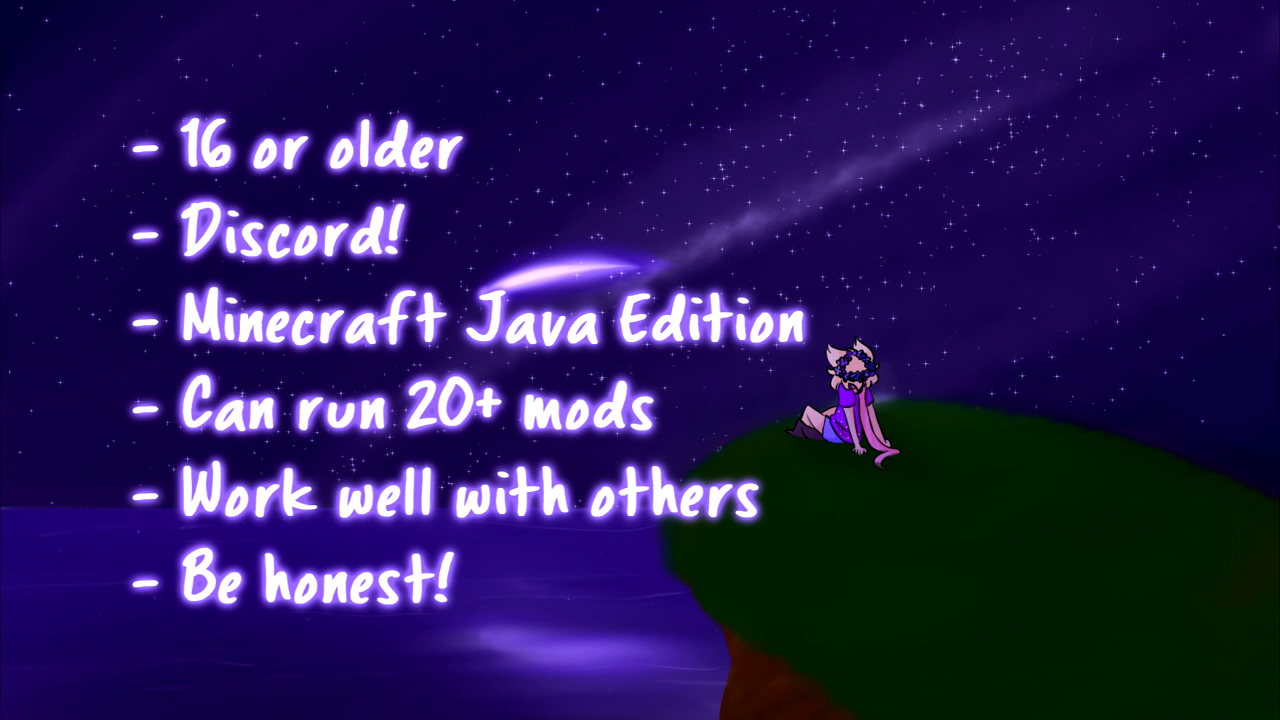 - 16 or older
- Discord!
- Minecraft Java Edition
- Can run 20+ mods
- Work well with others
- Be honest!